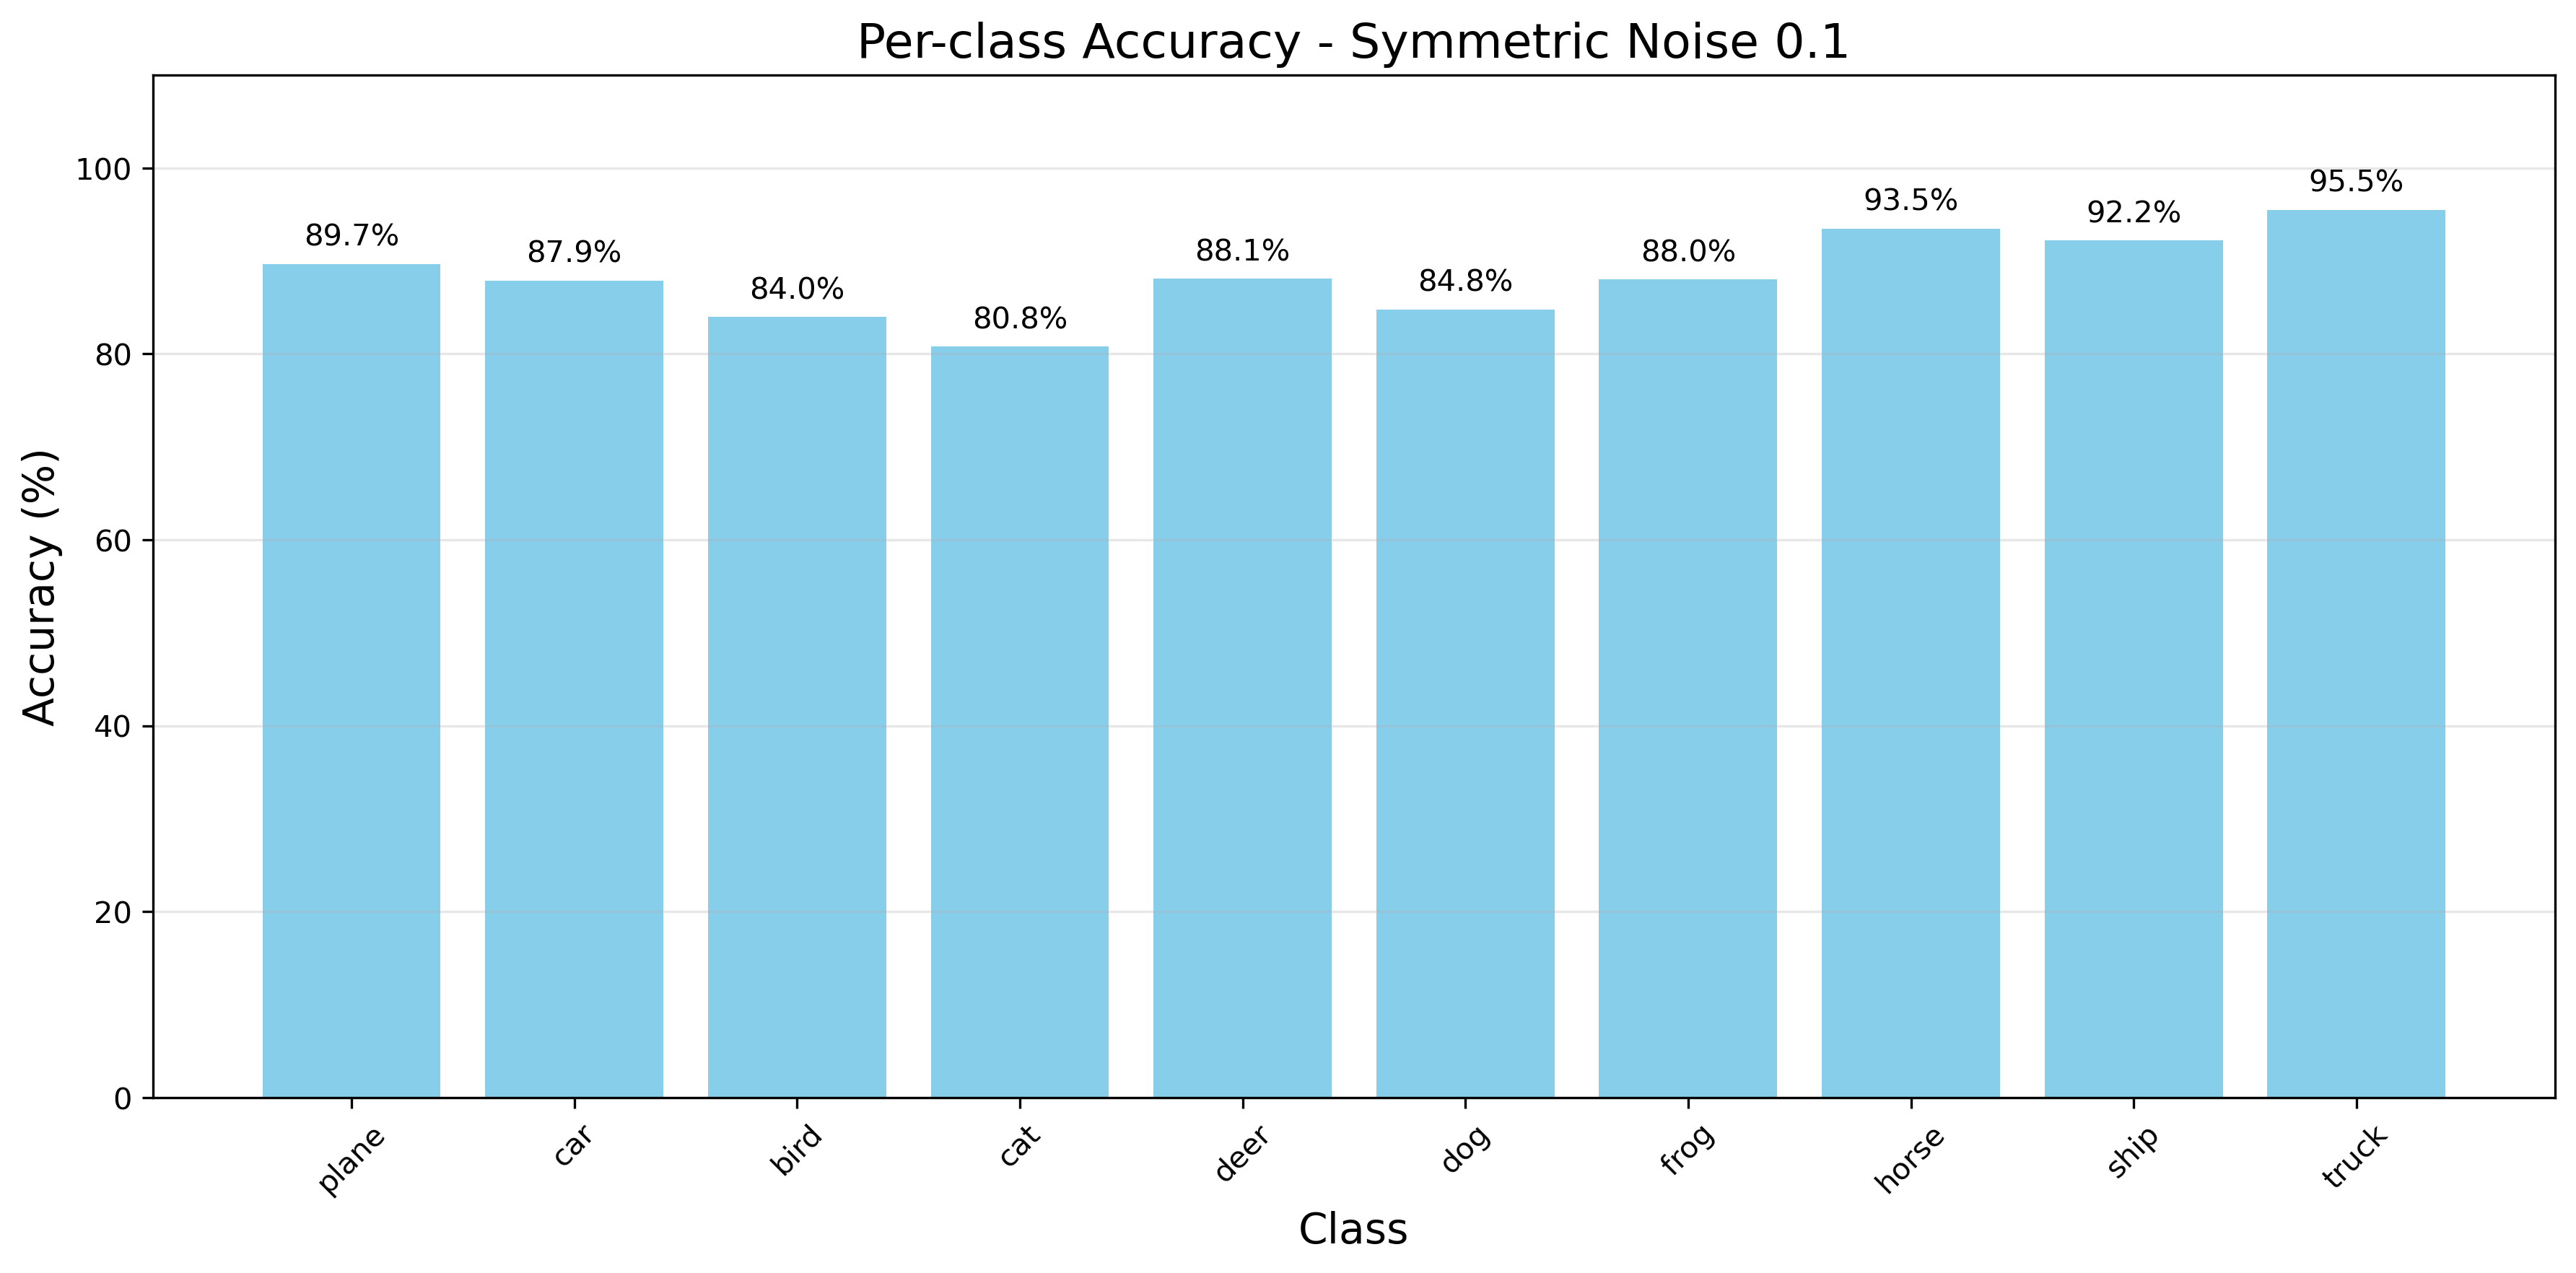 Per-class Accuracy - Symmetric Noise 0.1
Accuracy (%)
100
80
60
40
20
0
89.7%
87.9%
84.0%
80.8%
88.1%
84.8%
88.0%
93.5%
92.2%
95.5%
plane
car
bird
cat
deer
dog
frog
horse
ship
truck
Class